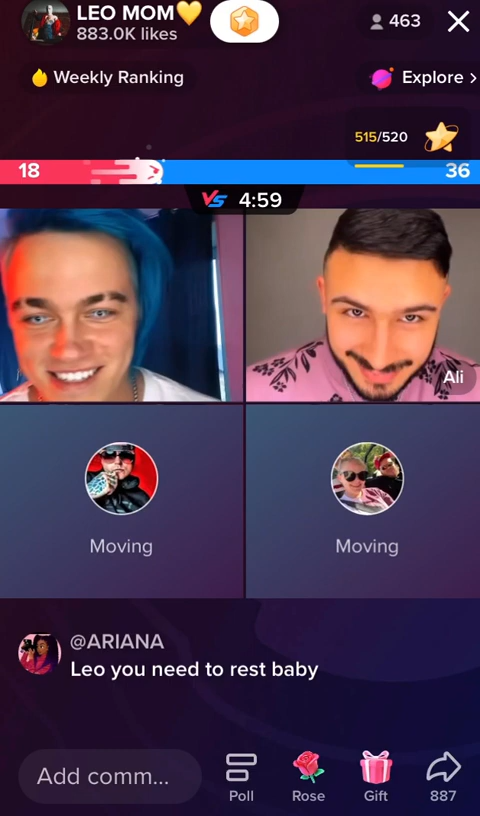 LEO MOM💛
883.0K likes
463
Weekly Ranking
Explore >
515/520
18
36
VS 4:59
Ali
Moving
Moving
@ARIANA
Leo you need to rest baby
Add comm...
Poll
Rose
Gift
887